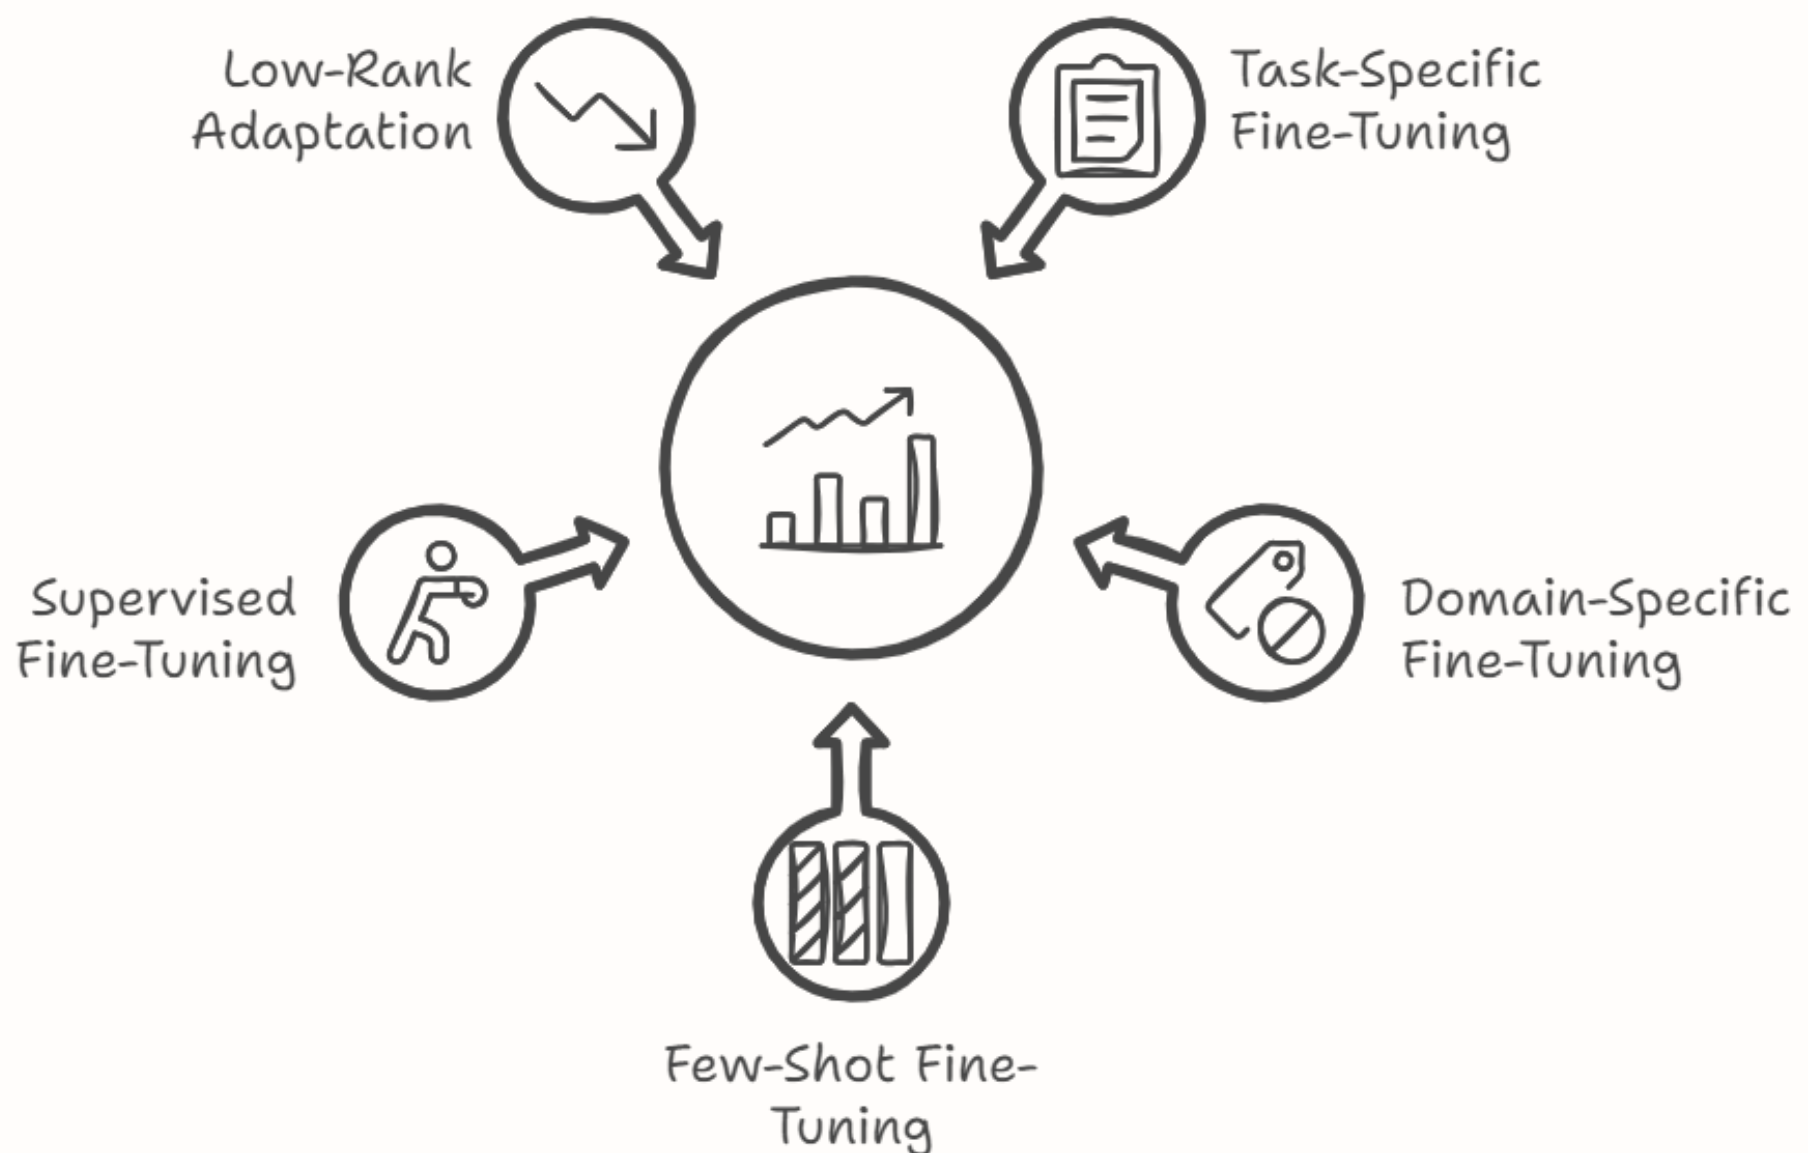 Low-Rank
Adaptation
Task-Specific
Fine-Tuning
Supervised
Fine-Tuning
Domain-Specific
Fine-Tuning
Few-Shot Fine-
Tuning